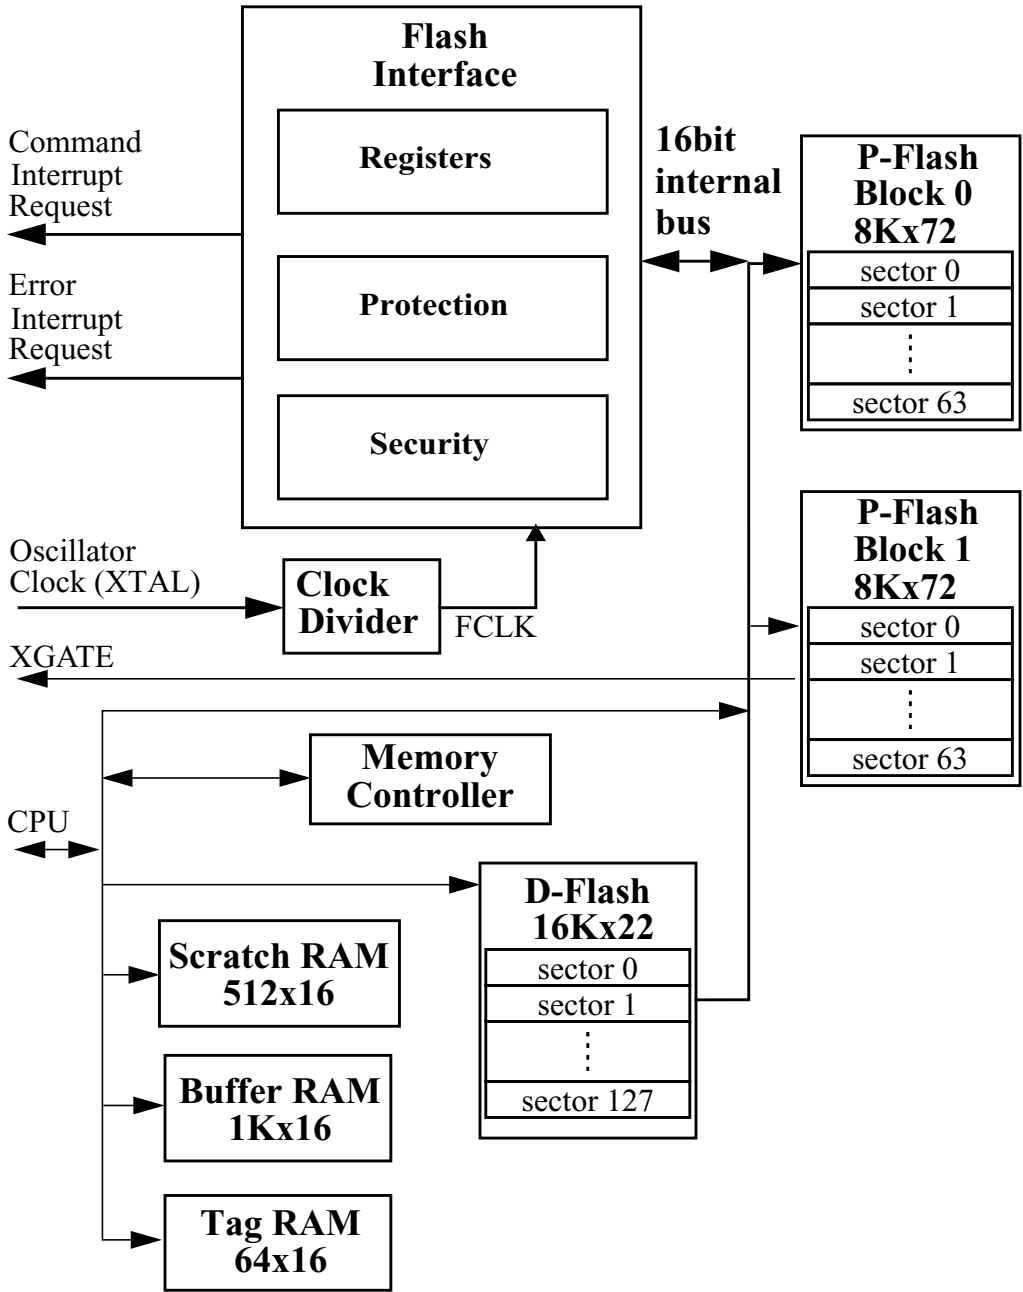 Flash
Interface
Registers
Protection
Security
Command
Interrupt
Request
Error
Interrupt
Request
16bit
internal
bus
P-Flash
Block 0
8Kx72
sector 0
sector 1
sector 63
P-Flash
Block 1
8Kx72
sector 0
sector 1
sector 63
Oscillator
Clock (XTAL)
Clock
Divider
FCLK
XGATE
Memory
Controller
CPU
D-Flash
16Kx22
sector 0
sector 1
sector 127
Scratch RAM
512x16
Buffer RAM
1Kx16
Tag RAM
64x16